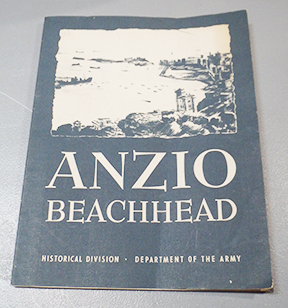 ANZIO
BEACHHEAD
HISTORICAL DIVISION · DEPARTMENT OF THE ARMY